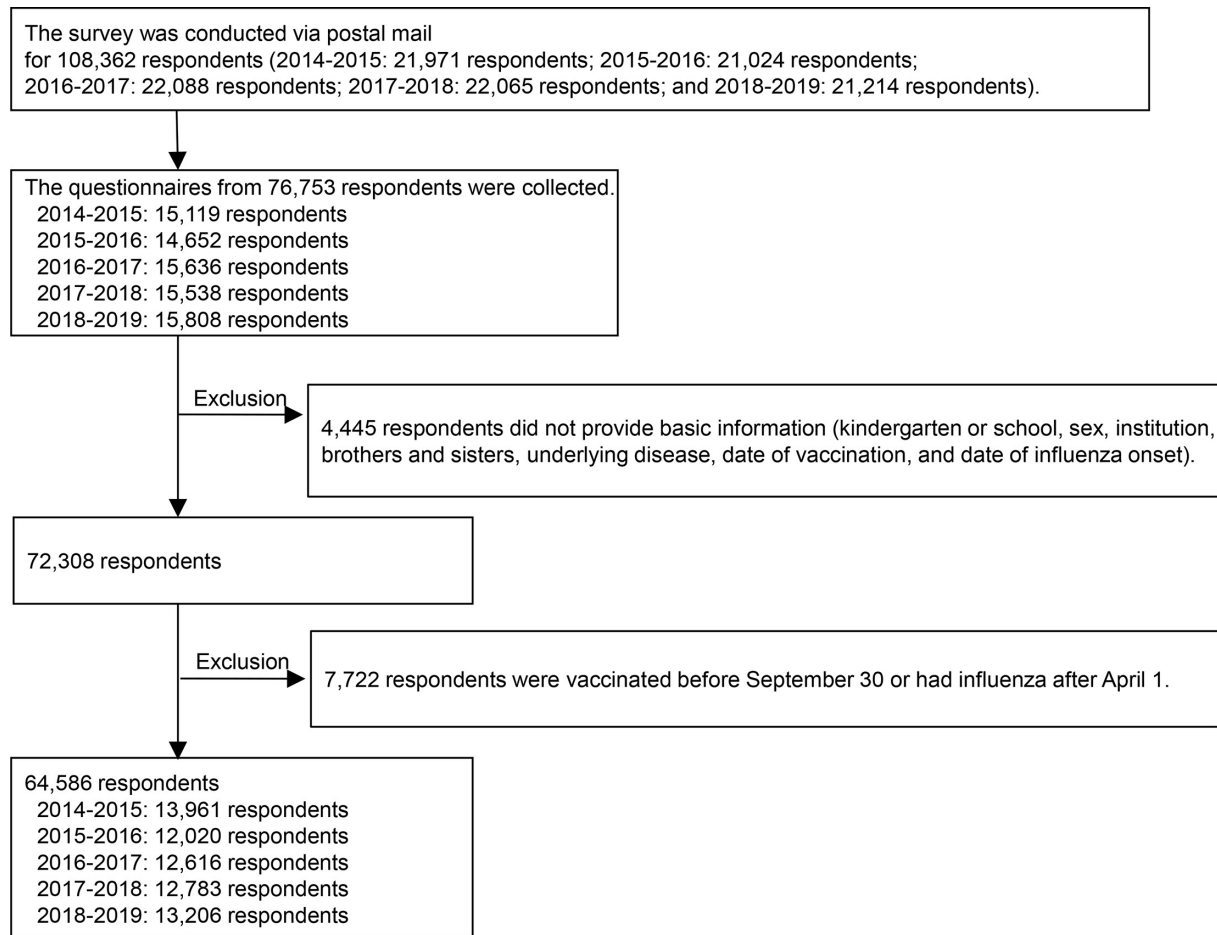 The survey was conducted via postal mail
for 108,362 respondents (2014-2015: 21,971 respondents; 2015-2016: 21,024 respondents;
2016-2017: 22,088 respondents; 2017-2018: 22,065 respondents; and 2018-2019: 21,214 respondents).
The questionnaires from 76,753 respondents were collected.
2014-2015: 15,119 respondents
2015-2016: 14,652 respondents
2016-2017: 15,636 respondents
2017-2018: 15,538 respondents
2018-2019: 15,808 respondents
Exclusion
4,445 respondents did not provide basic information (kindergarten or school, sex, institution,
brothers and sisters, underlying disease, date of vaccination, and date of influenza onset).
72,308 respondents
Exclusion
7,722 respondents were vaccinated before September 30 or had influenza after April 1.
64,586 respondents
2014-2015: 13,961 respondents
2015-2016: 12,020 respondents
2016-2017: 12,616 respondents
2017-2018: 12,783 respondents
2018-2019: 13,206 respondents